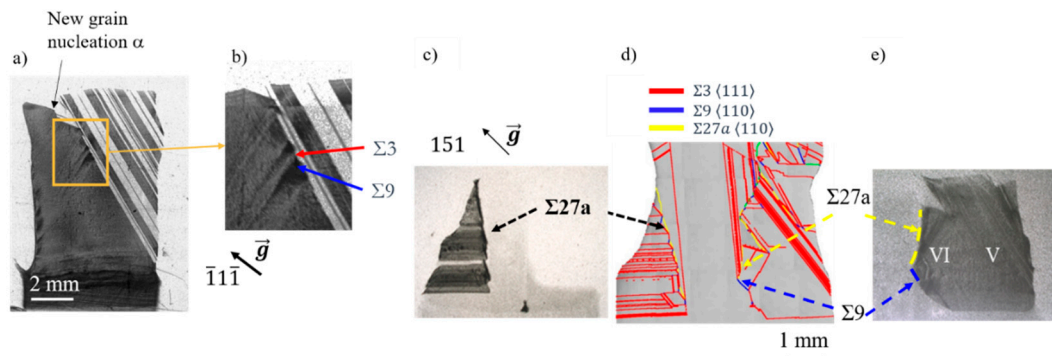 New grain
nucleation α
a)
b)
c)
d)
e)
Σ3 ⟨111⟩
Σ9 ⟨110⟩
Σ27a ⟨110⟩
Σ3
Σ9
151
g⃗
Σ27a
Σ27a
VI
V
g⃗
1̄11̄
2 mm
Σ9
1 mm